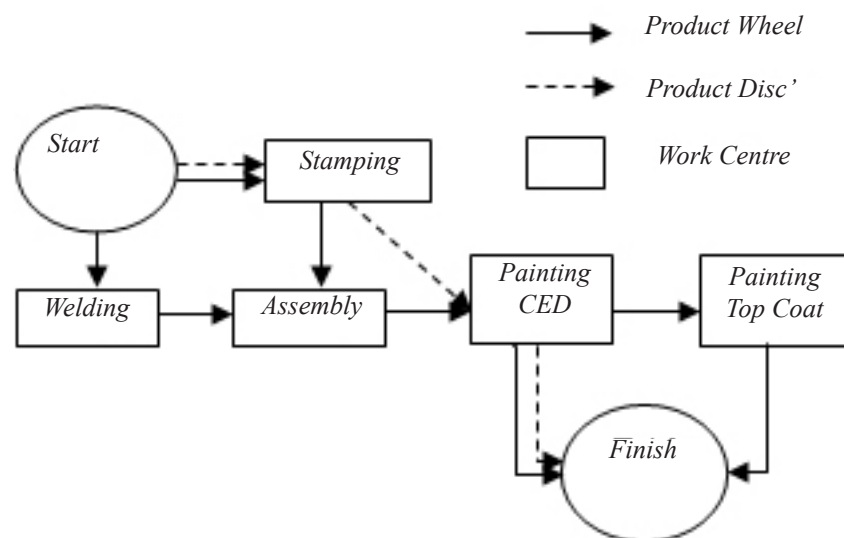 Product Wheel
Product Disc’
Work Centre
Start
Stamping
Welding
Assembly
Painting
CED
Painting
Top Coat
Finish